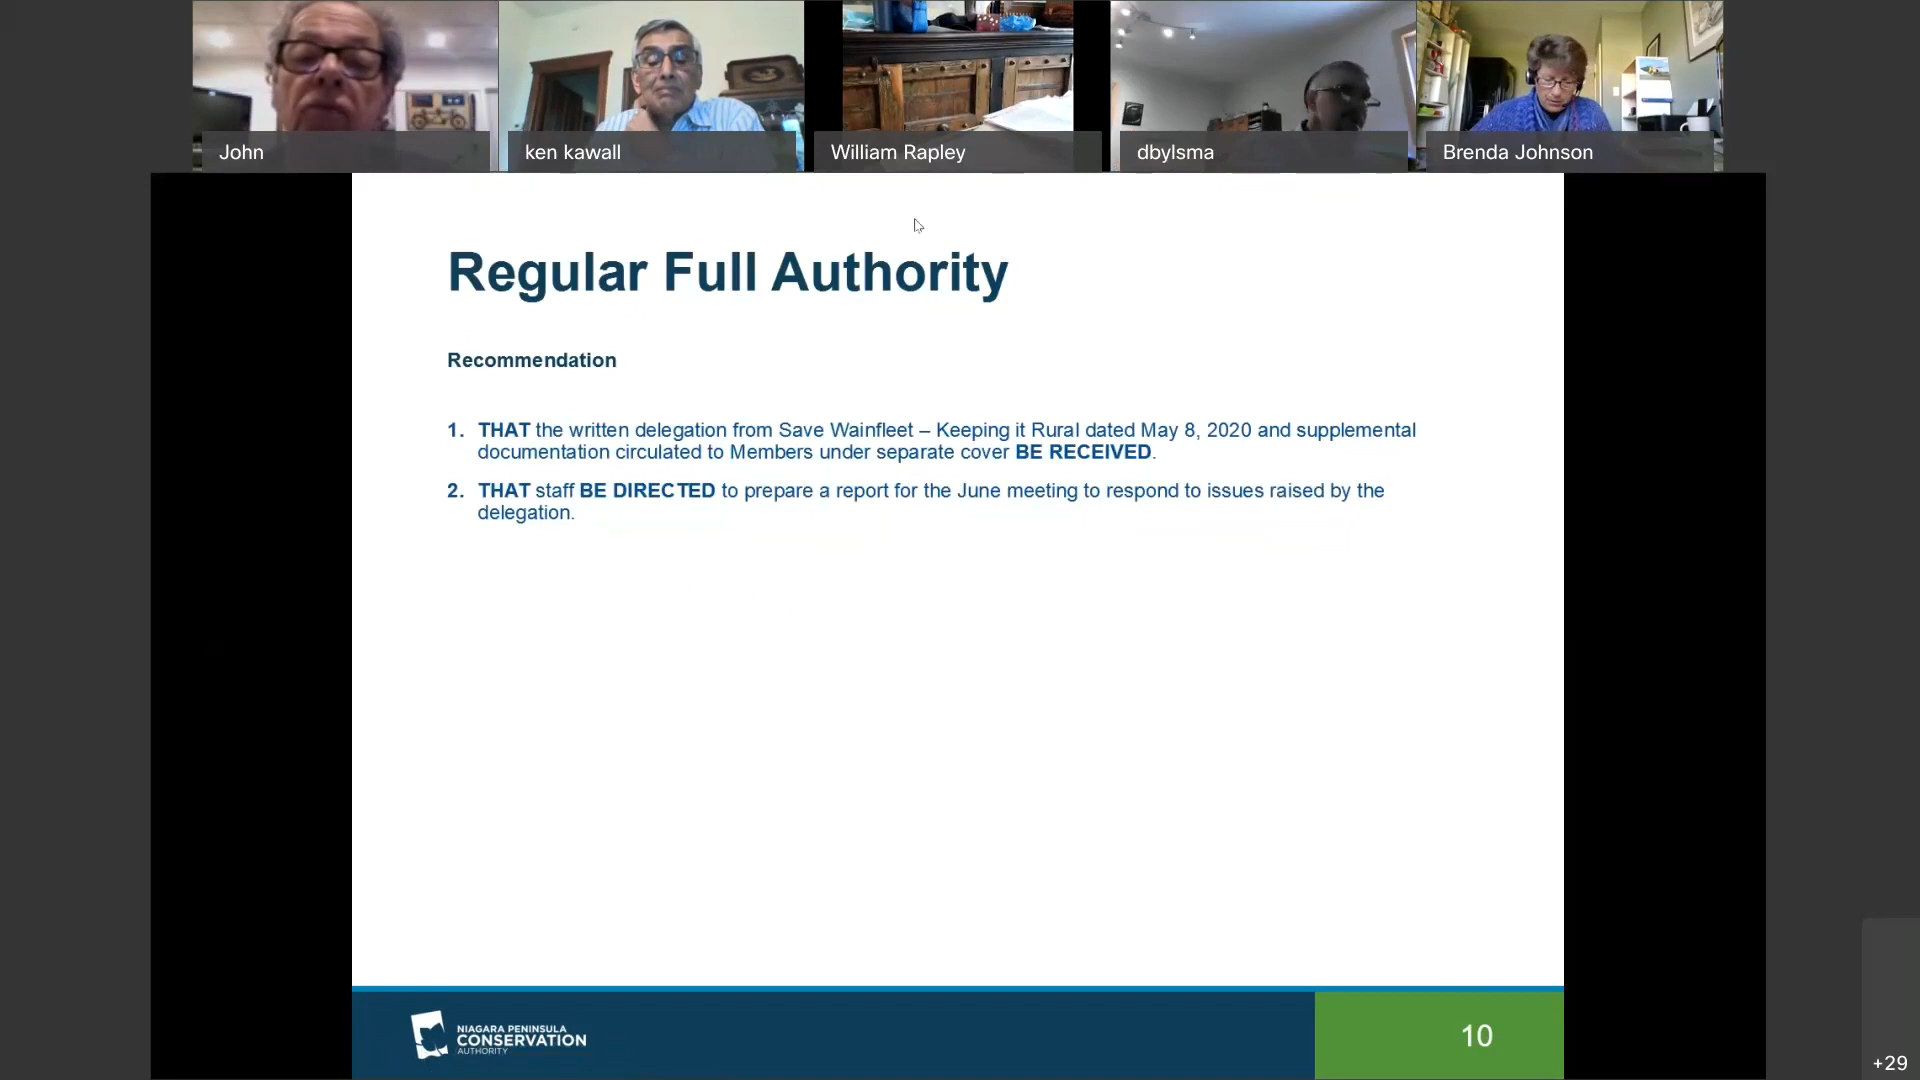 John
ken kawall
William Rapley
dbylsma
Brenda Johnson
Regular Full Authority
Recommendation
1. THAT the written delegation from Save Wainfleet – Keeping it Rural dated May 8, 2020 and supplemental
documentation circulated to Members under separate cover BE RECEIVED.
2. THAT staff BE DIRECTED to prepare a report for the June meeting to respond to issues raised by the
delegation.
NIAGARA PENINSULA
CONSERVATION
AUTHORITY
10
+29